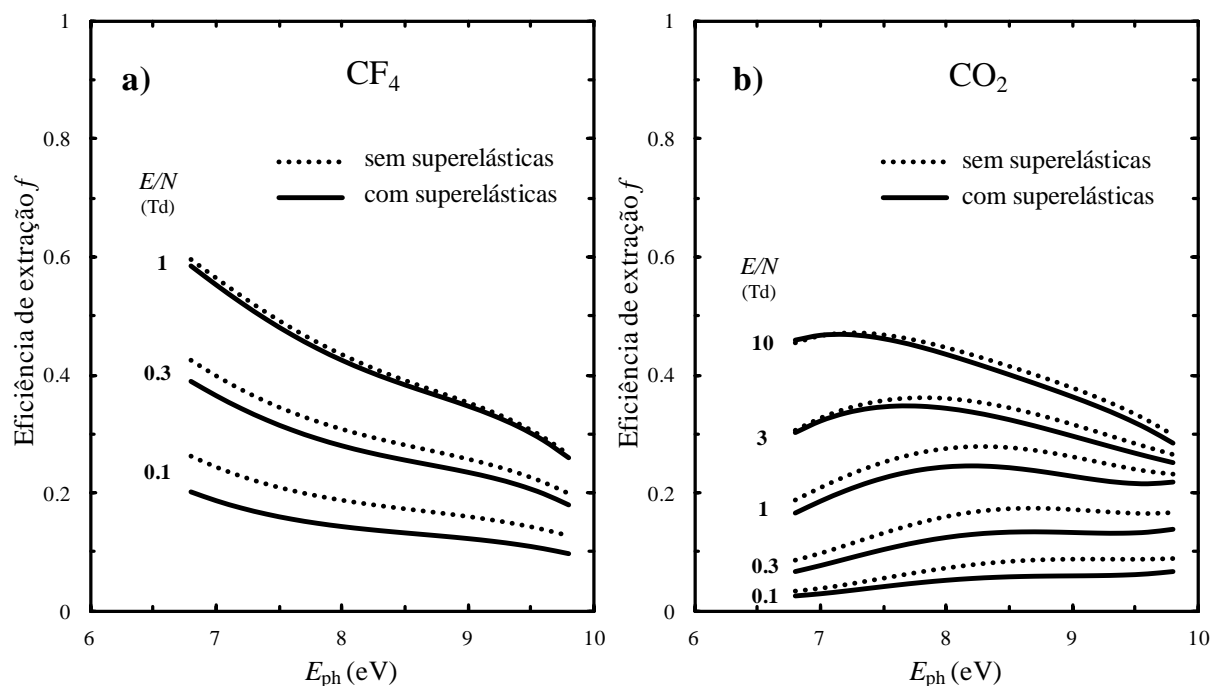 a)
CF4
Eficiência de extração f
1
0.8
0.6
0.4
0.2
0
sem superelásticas
com superelásticas
E/N
(Td)
1
0.3
0.1
6
7
8
9
10
Eph (eV)
b)
CO2
Eficiência de extração f
1
0.8
0.6
0.4
0.2
0
sem superelásticas
com superelásticas
E/N
(Td)
10
3
1
0.3
0.1
6
7
8
9
10
Eph (eV)